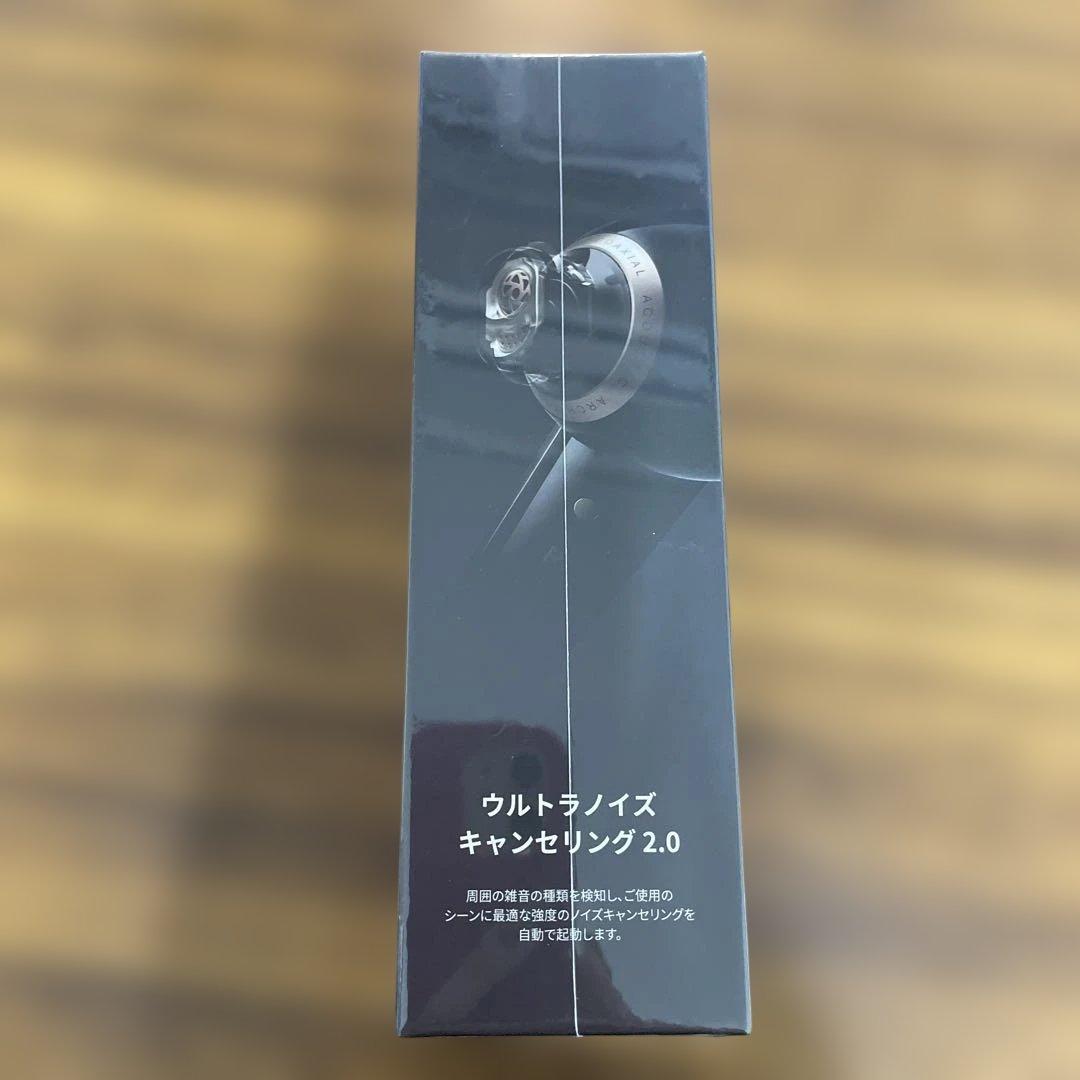 AXIAL
ウルトラノイズ
キャンセリング 2.0
周囲の雑音の種類を検知し、ご使用の
シーンに最適な強度のノイズキャンセリングを
自動で起動します。